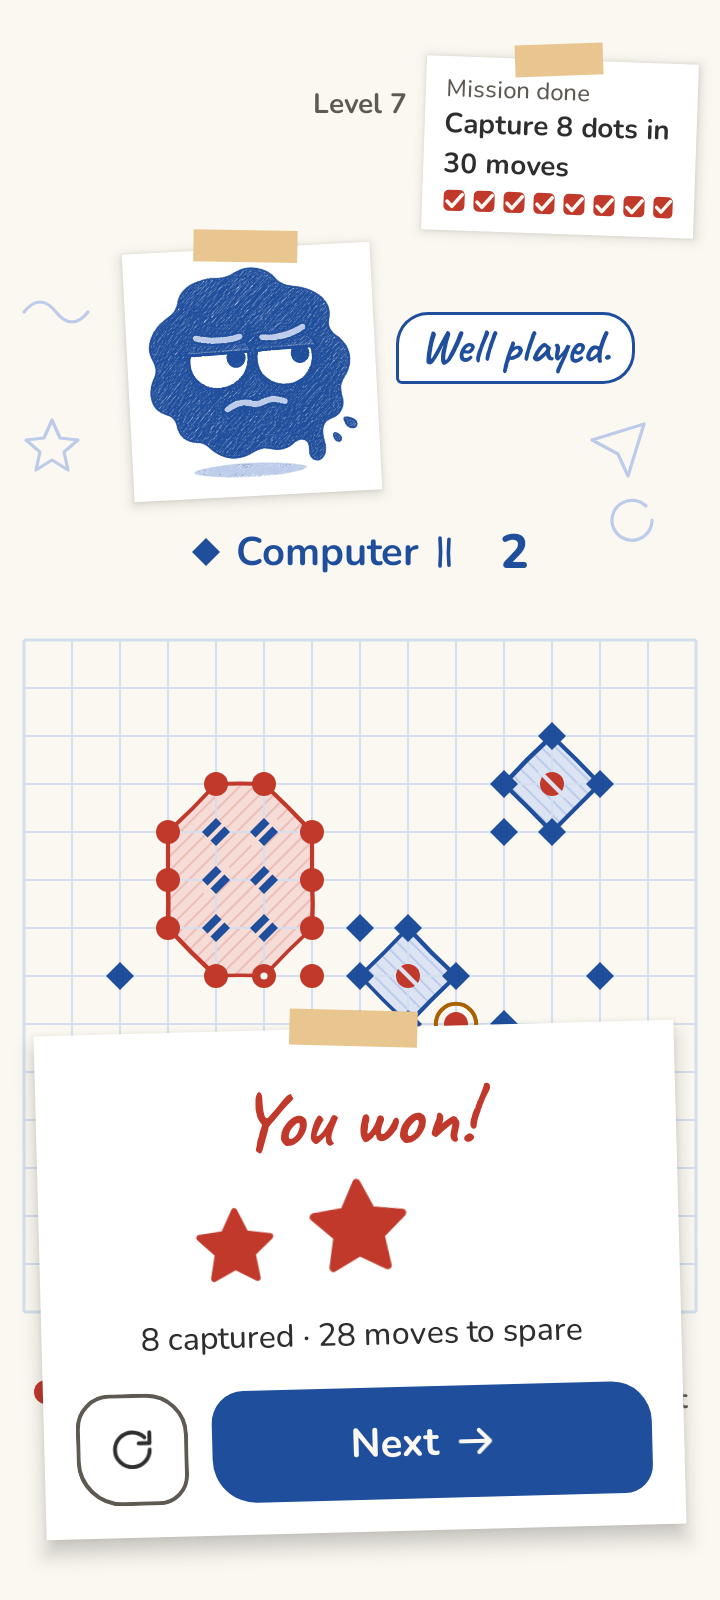 Level 7
Mission done
Capture 8 dots in
30 moves
Well played.
Computer 2
You won!
8 captured · 28 moves to spare
Next →